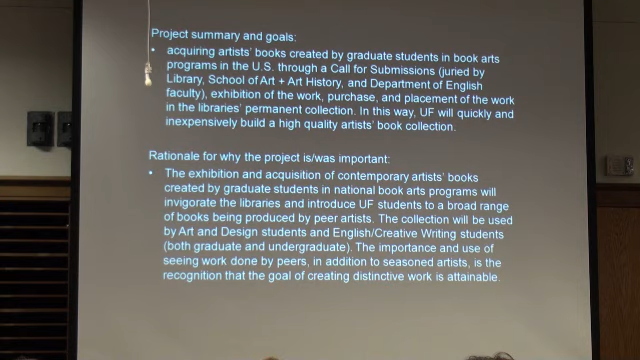 Project summary and goals:
• acquiring artists' books created by graduate students in book arts
programs in the U.S. through a Call for Submissions (juried by
Library, School of Art + Art History, and Department of English
faculty), exhibition of the work, purchase, and placement of the work
in the libraries' permanent collection. In this way, UF will quickly and
inexpensively build a high quality artists' book collection.
Rationale for why the project is/was important:
• The exhibition and acquisition of contemporary artists' books
created by graduate students in national book arts programs will
invigorate the libraries and introduce UF students to a broad range
of books being produced by peer artists. The collection will be used
by Art and Design students and English/Creative Writing students
(both graduate and undergraduate). The importance and use of
seeing work done by peers, in addition to seasoned artists, is the
recognition that the goal of creating distinctive work is attainable.